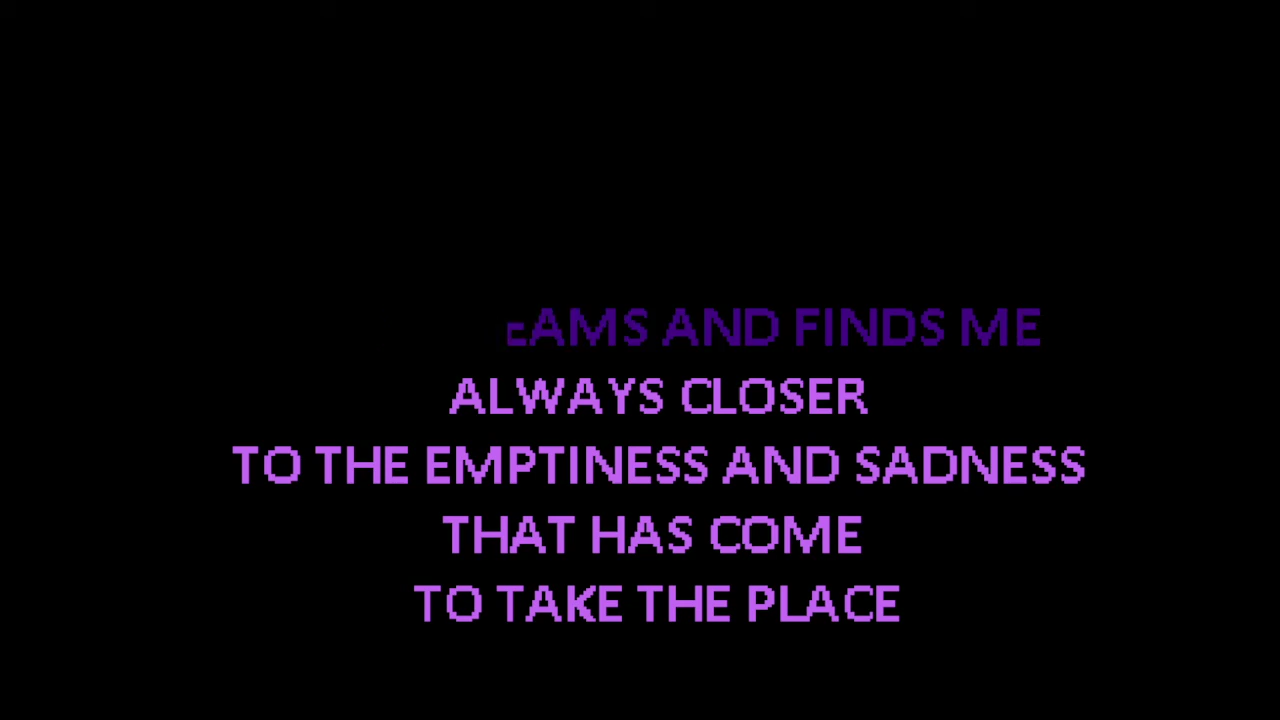 EAMS AND FINDS ME
ALWAYS CLOSER
TO THE EMPTINESS AND SADNESS
THAT HAS COME
TO TAKE THE PLACE